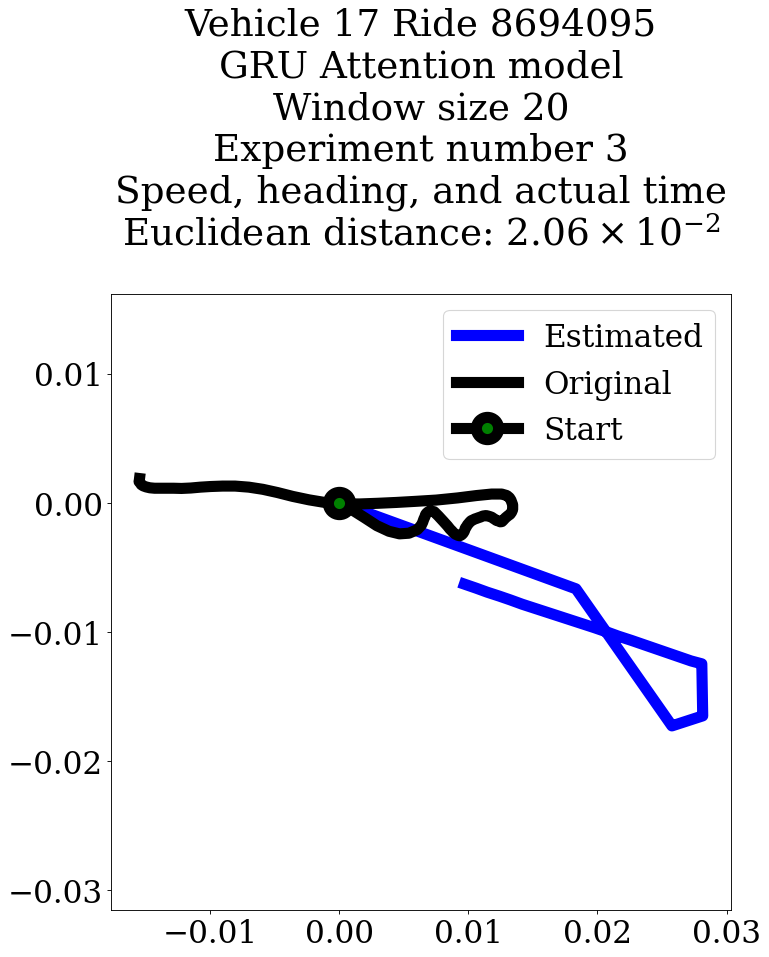 Vehicle 17 Ride 8694095
GRU Attention model
Window size 20
Experiment number 3
Speed, heading, and actual time
Euclidean distance: 2.06 × 10⁻²
Estimated
Original
Start
0.01
0.00
−0.01
−0.02
−0.03
−0.01 0.00 0.01 0.02 0.03